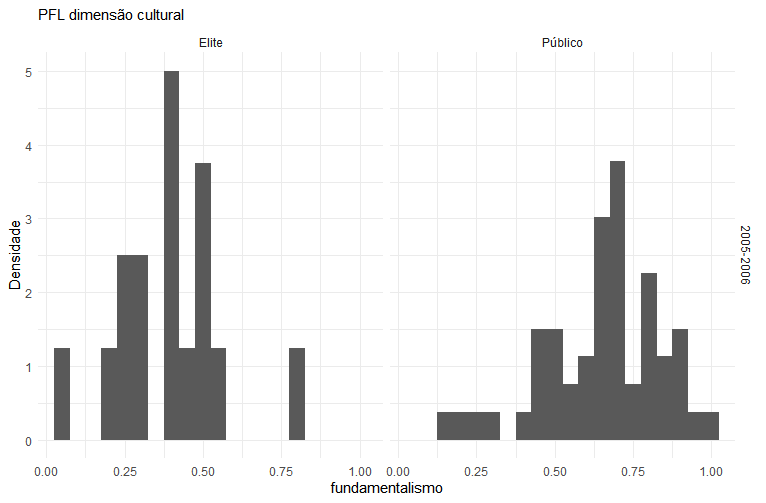 PFL dimensão cultural
Elite
Público
5
4
3
2
1
0
Densidade
2005-2006
0.00 0.25 0.50 0.75 1.00
0.00 0.25 0.50 0.75 1.00
fundamentalismo